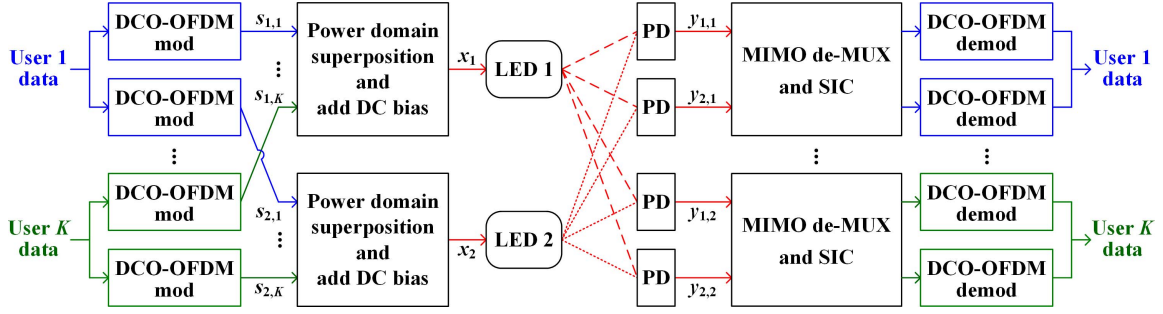 User 1
data
DCO-OFDM
mod
DCO-OFDM
mod
...
DCO-OFDM
mod
DCO-OFDM
mod
User K
data
s1,1
...
s1,K
s2,1
...
s2,K
Power domain
superposition
and
add DC bias
Power domain
superposition
and
add DC bias
x1
x2
LED 1
LED 2
PD
PD
PD
PD
y1,1
y2,1
y1,2
y2,2
MIMO de-MUX
and SIC
...
MIMO de-MUX
and SIC
DCO-OFDM
demod
DCO-OFDM
demod
...
DCO-OFDM
demod
DCO-OFDM
demod
User 1
data
User K
data